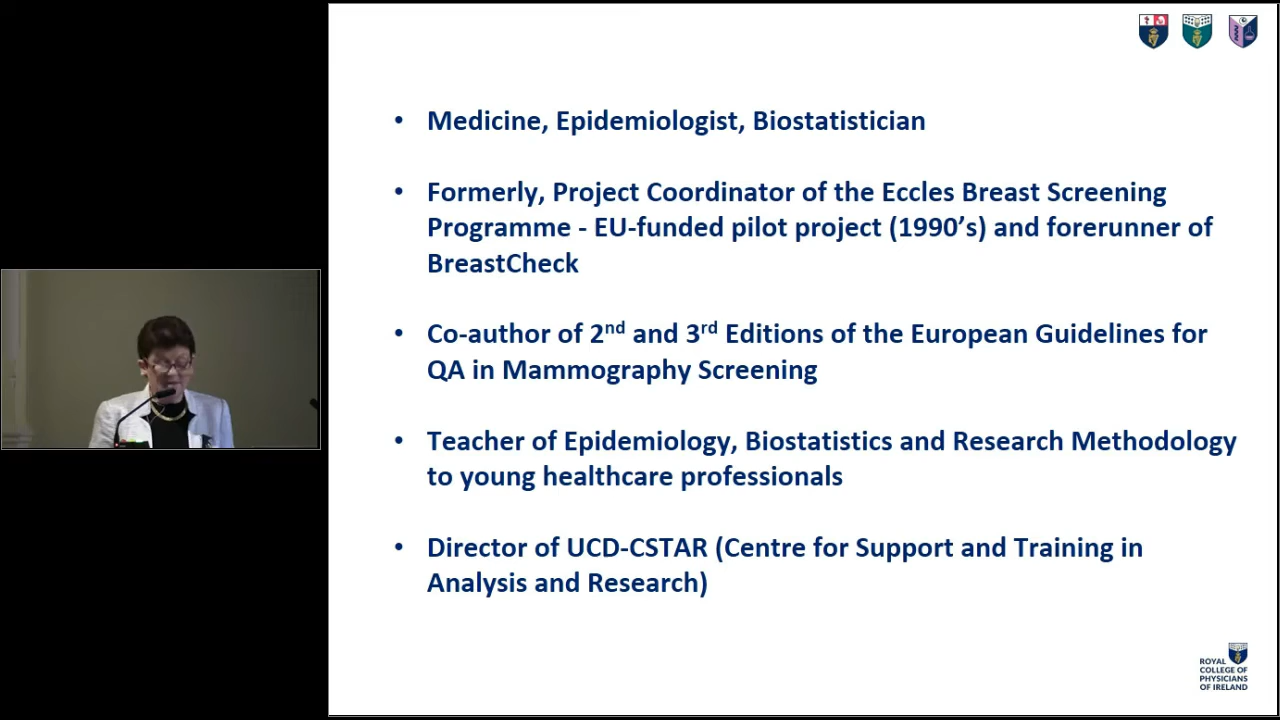 • Medicine, Epidemiologist, Biostatistician
• Formerly, Project Coordinator of the Eccles Breast Screening
Programme - EU-funded pilot project (1990’s) and forerunner of
BreastCheck
• Co-author of 2nd and 3rd Editions of the European Guidelines for
QA in Mammography Screening
• Teacher of Epidemiology, Biostatistics and Research Methodology
to young healthcare professionals
• Director of UCD-CSTAR (Centre for Support and Training in
Analysis and Research)
ROYAL
COLLEGE OF
PHYSICIANS
OF IRELAND